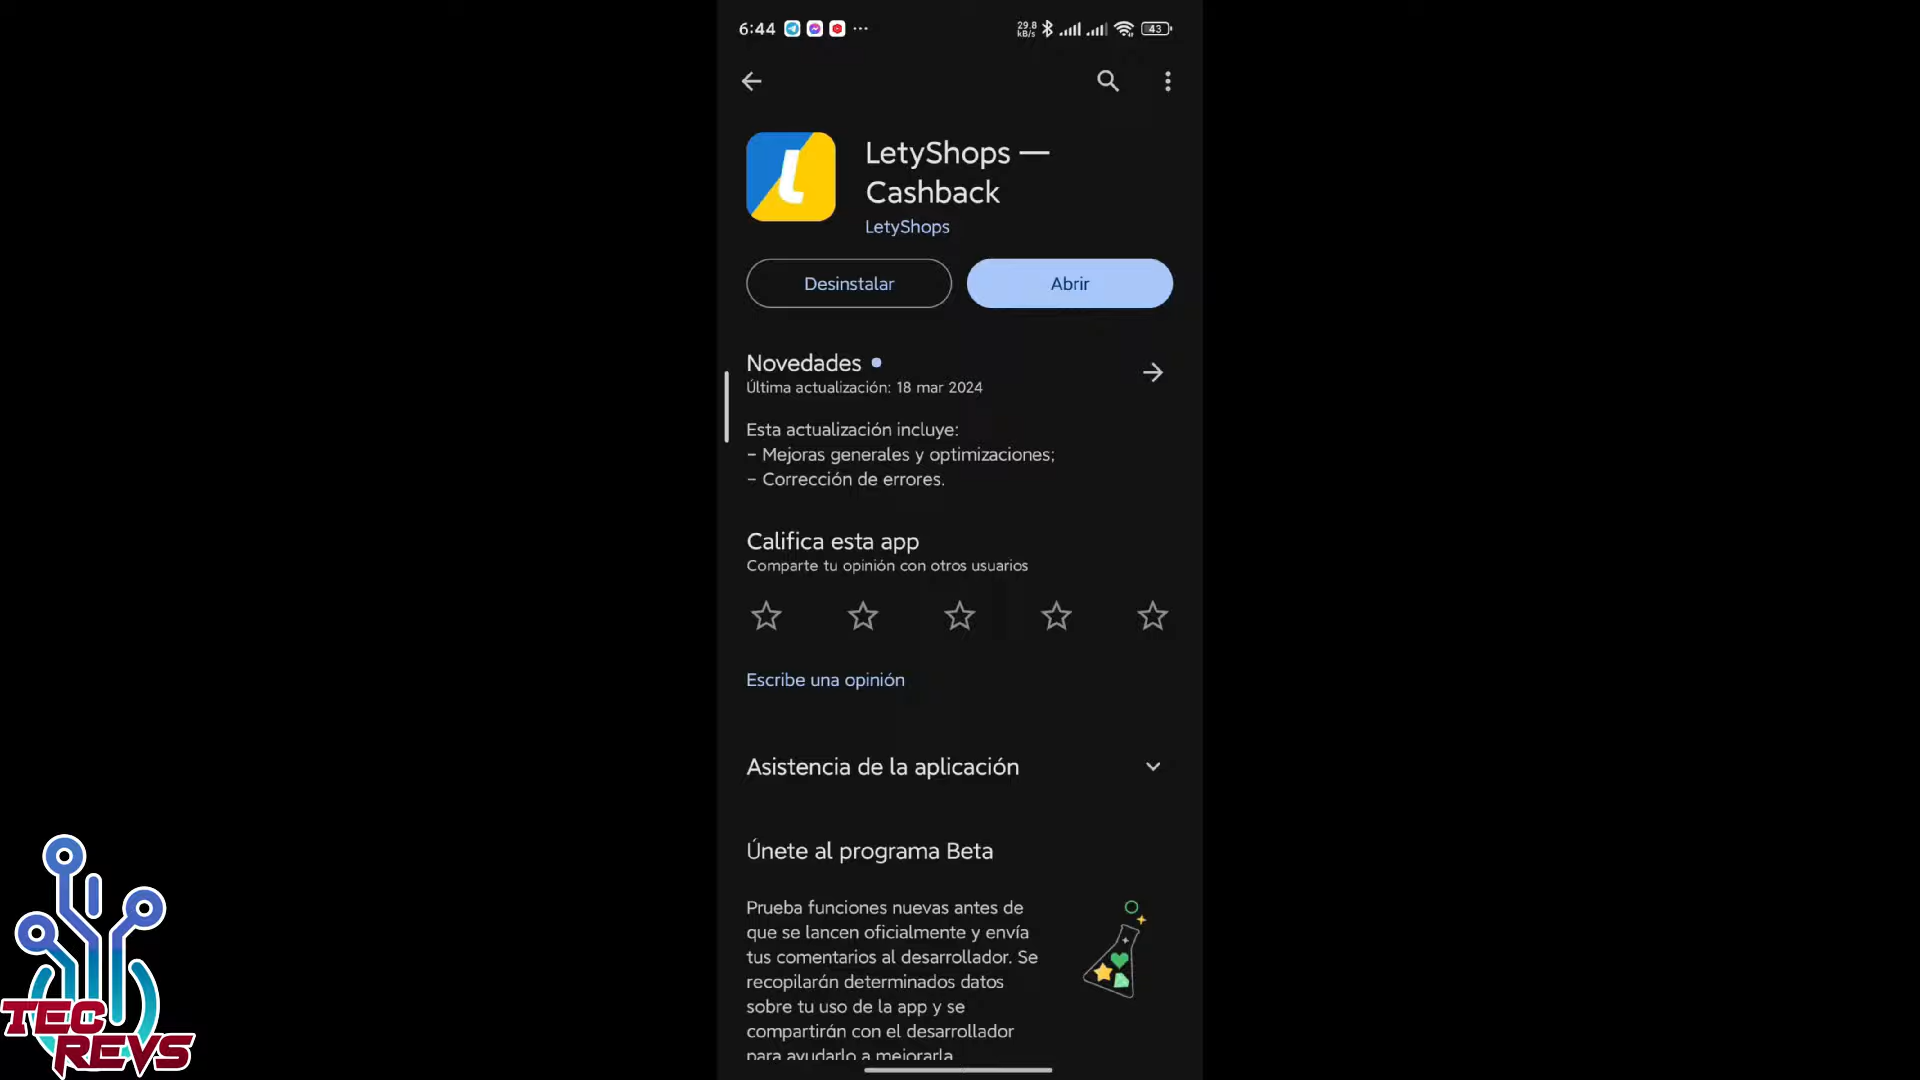 6:44
29.8
kB/s
43
LetyShops —
Cashback
LetyShops
Desinstalar
Abrir
Novedades
Última actualización: 18 mar 2024
Esta actualización incluye:
- Mejoras generales y optimizaciones;
- Corrección de errores.
Califica esta app
Comparte tu opinión con otros usuarios
Escribe una opinión
Asistencia de la aplicación
Únete al programa Beta
Prueba funciones nuevas antes de
que se lancen oficialmente y envía
tus comentarios al desarrollador. Se
recopilarán determinados datos
sobre tu uso de la app y se
compartirán con el desarrollador
para ayudarlo a mejorarla.
TEC
REVS